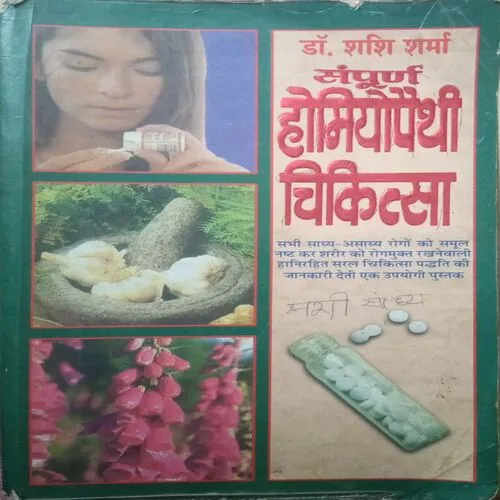 डॉ. शशि शर्मा
संपूर्ण
होमियोपैथी
चिकित्सा
सभी साध्य-असाध्य रोगों को समूल
नष्ट कर शरीर को रोगमुक्त रखनेवाली
हानिरहित सरल चिकित्सा पद्धति की
जानकारी देती एक उपयोगी पुस्तक
सभी साध्य